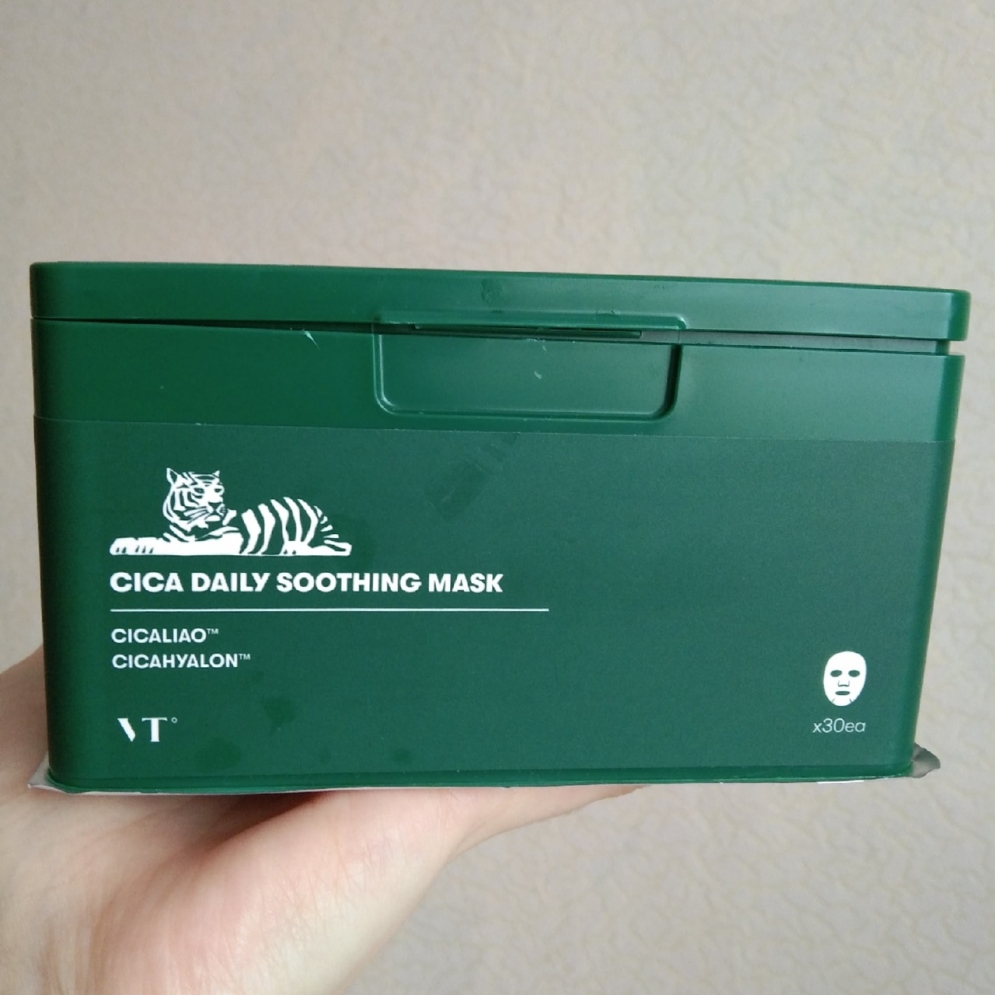 CICA DAILY SOOTHING MASK
CICALIAO™
CICAHYALON™
VT°
x30ea